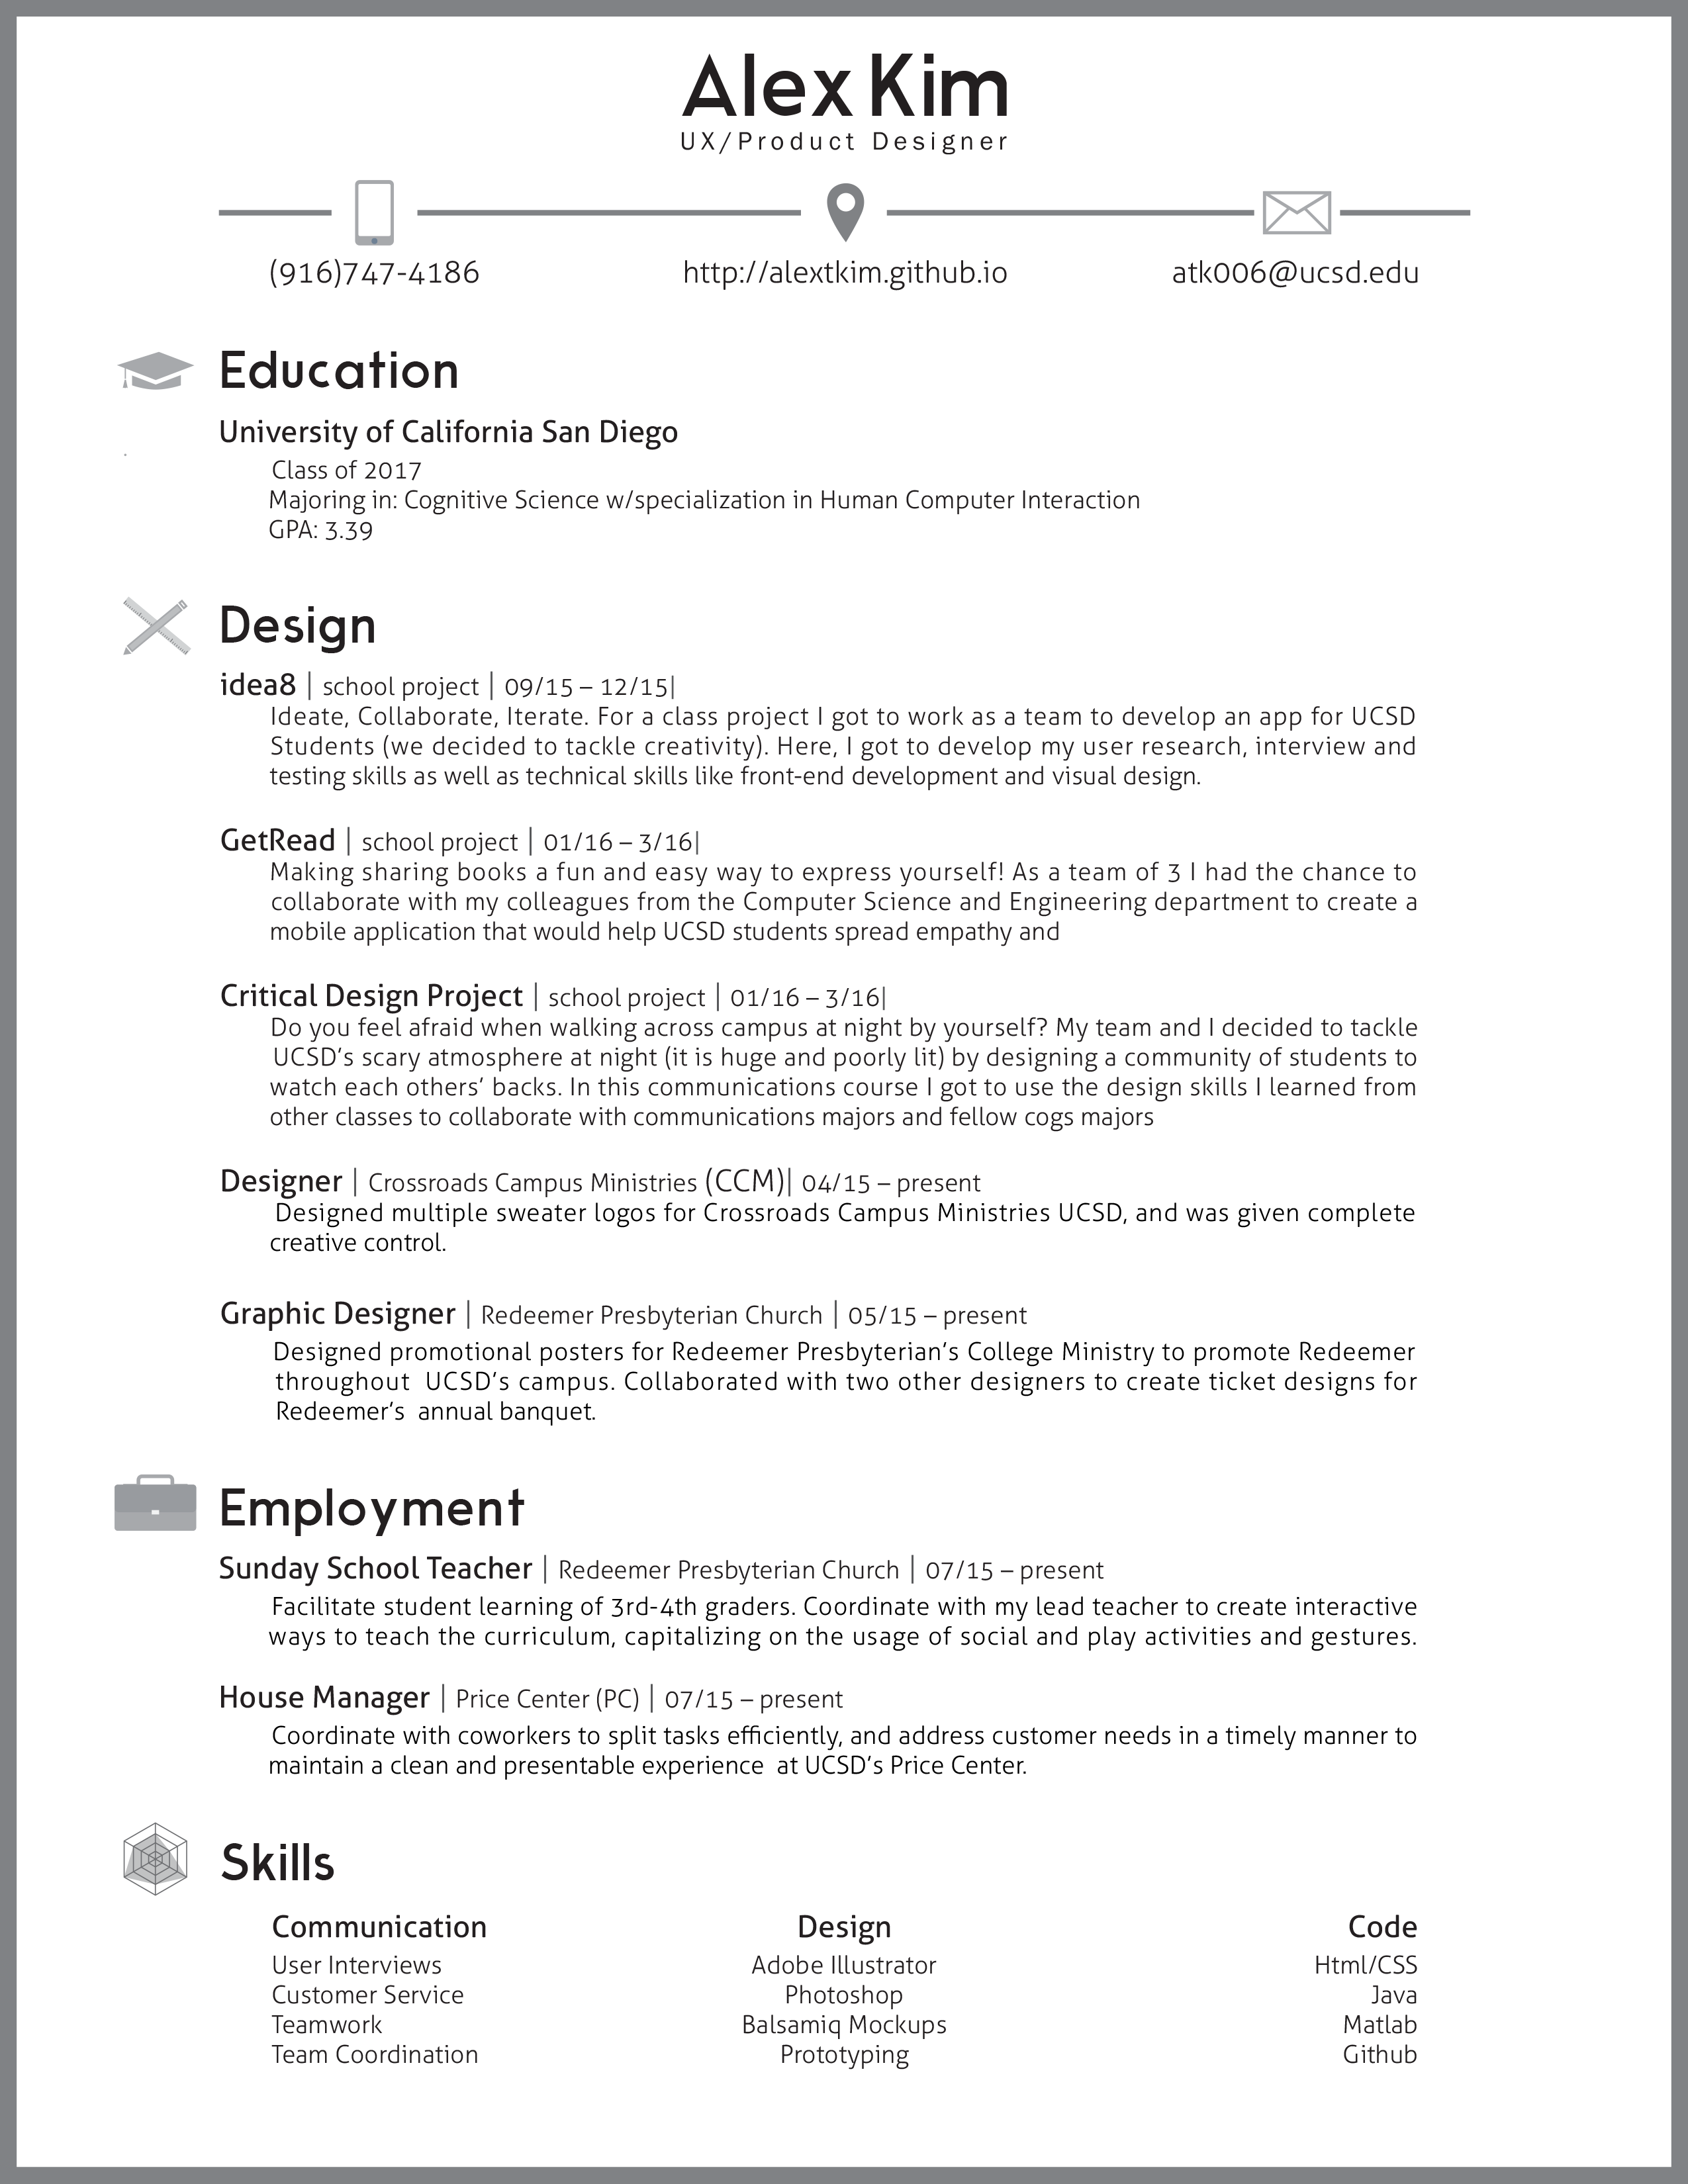 Alex Kim
UX/Product Designer
(916)747-4186
http://alextkim.github.io
atk006@ucsd.edu
Education
University of California San Diego
Class of 2017
Majoring in: Cognitive Science w/specialization in Human Computer Interaction
GPA: 3.39
Design
idea8 | school project | 09/15 – 12/15|
Ideate, Collaborate, Iterate. For a class project I got to work as a team to develop an app for UCSD
Students (we decided to tackle creativity). Here, I got to develop my user research, interview and
testing skills as well as technical skills like front-end development and visual design.
GetRead | school project | 01/16 – 3/16|
Making sharing books a fun and easy way to express yourself! As a team of 3 I had the chance to
collaborate with my colleagues from the Computer Science and Engineering department to create a
mobile application that would help UCSD students spread empathy and
Critical Design Project | school project | 01/16 – 3/16|
Do you feel afraid when walking across campus at night by yourself? My team and I decided to tackle
UCSD’s scary atmosphere at night (it is huge and poorly lit) by designing a community of students to
watch each others’ backs. In this communications course I got to use the design skills I learned from
other classes to collaborate with communications majors and fellow cogs majors
Designer | Crossroads Campus Ministries (CCM)| 04/15 – present
Designed multiple sweater logos for Crossroads Campus Ministries UCSD, and was given complete
creative control.
Graphic Designer | Redeemer Presbyterian Church | 05/15 – present
Designed promotional posters for Redeemer Presbyterian’s College Ministry to promote Redeemer
throughout UCSD’s campus. Collaborated with two other designers to create ticket designs for
Redeemer’s annual banquet.
Employment
Sunday School Teacher | Redeemer Presbyterian Church | 07/15 – present
Facilitate student learning of 3rd-4th graders. Coordinate with my lead teacher to create interactive
ways to teach the curriculum, capitalizing on the usage of social and play activities and gestures.
House Manager | Price Center (PC) | 07/15 – present
Coordinate with coworkers to split tasks efficiently, and address customer needs in a timely manner to
maintain a clean and presentable experience at UCSD’s Price Center.
Skills
Communication
User Interviews
Customer Service
Teamwork
Team Coordination
Design
Adobe Illustrator
Photoshop
Balsamiq Mockups
Prototyping
Code
Html/CSS
Java
Matlab
Github